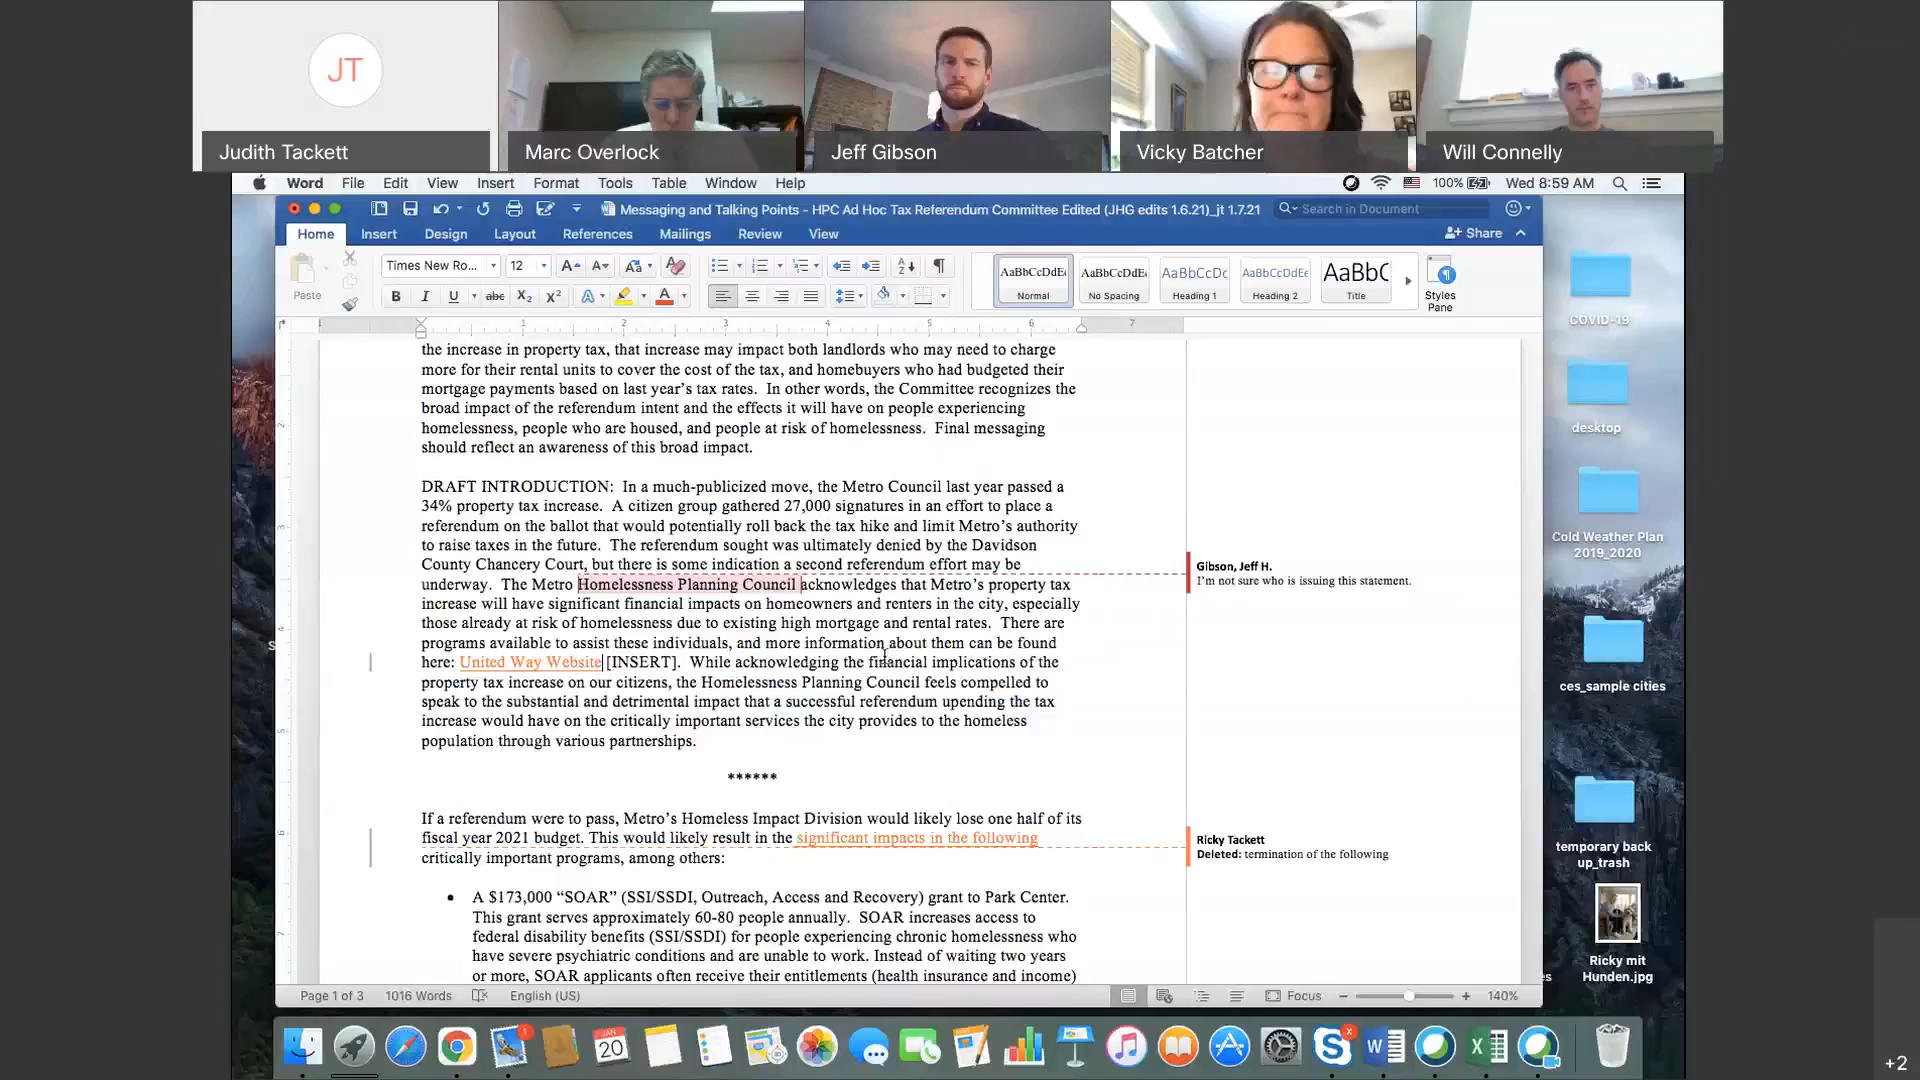 JT
Judith Tackett
Marc Overlock
Jeff Gibson
Vicky Batcher
Will Connelly
Word File Edit View Insert Format Tools Table Window Help
100% Wed 8:59 AM
Messaging and Talking Points - HPC Ad Hoc Tax Referendum Committee Edited (JHG edits 1.6.21)_jt 1.7.21
Search in Document
Home Insert Design Layout References Mailings Review View
Share
Paste
Times New Ro... 12
AaBbCcDdEe AaBbCcDdEe AaBbCcDc AaBbCcDdEe AaBbC
Normal No Spacing Heading 1 Heading 2 Title
Styles
Pane
1 1 2 3 4 5 6 7
the increase in property tax, that increase may impact both landlords who may need to charge
more for their rental units to cover the cost of the tax, and homebuyers who had budgeted their
mortgage payments based on last year's tax rates. In other words, the Committee recognizes the
broad impact of the referendum intent and the effects it will have on people experiencing
homelessness, people who are housed, and people at risk of homelessness. Final messaging
should reflect an awareness of this broad impact.
DRAFT INTRODUCTION: In a much-publicized move, the Metro Council last year passed a
34% property tax increase. A citizen group gathered 27,000 signatures in an effort to place a
referendum on the ballot that would potentially roll back the tax hike and limit Metro's authority
to raise taxes in the future. The referendum sought was ultimately denied by the Davidson
County Chancery Court, but there is some indication a second referendum effort may be
underway. The Metro Homelessness Planning Council acknowledges that Metro's property tax
increase will have significant financial impacts on homeowners and renters in the city, especially
those already at risk of homelessness due to existing high mortgage and rental rates. There are
programs available to assist these individuals, and more information about them can be found
here: United Way Website [INSERT]. While acknowledging the financial implications of the
property tax increase on our citizens, the Homelessness Planning Council feels compelled to
speak to the substantial and detrimental impact that a successful referendum upending the tax
increase would have on the critically important services the city provides to the homeless
population through various partnerships.
******
If a referendum were to pass, Metro's Homeless Impact Division would likely lose one half of its
fiscal year 2021 budget. This would likely result in the significant impacts in the following
critically important programs, among others:
• A $173,000 “SOAR” (SSI/SSDI, Outreach, Access and Recovery) grant to Park Center.
This grant serves approximately 60-80 people annually. SOAR increases access to
federal disability benefits (SSI/SSDI) for people experiencing chronic homelessness who
have severe psychiatric conditions and are unable to work. Instead of waiting two years
or more, SOAR applicants often receive their entitlements (health insurance and income)
Gibson, Jeff H.
I'm not sure who is issuing this statement.
Ricky Tackett
Deleted: termination of the following
COVID-19
desktop
Cold Weather Plan
2019_2020
ces_sample cities
temporary back
up_trash
Ricky mit
Hunden.jpg
Page 1 of 3 1016 Words English (US)
Focus 140%
JAN
20
+2